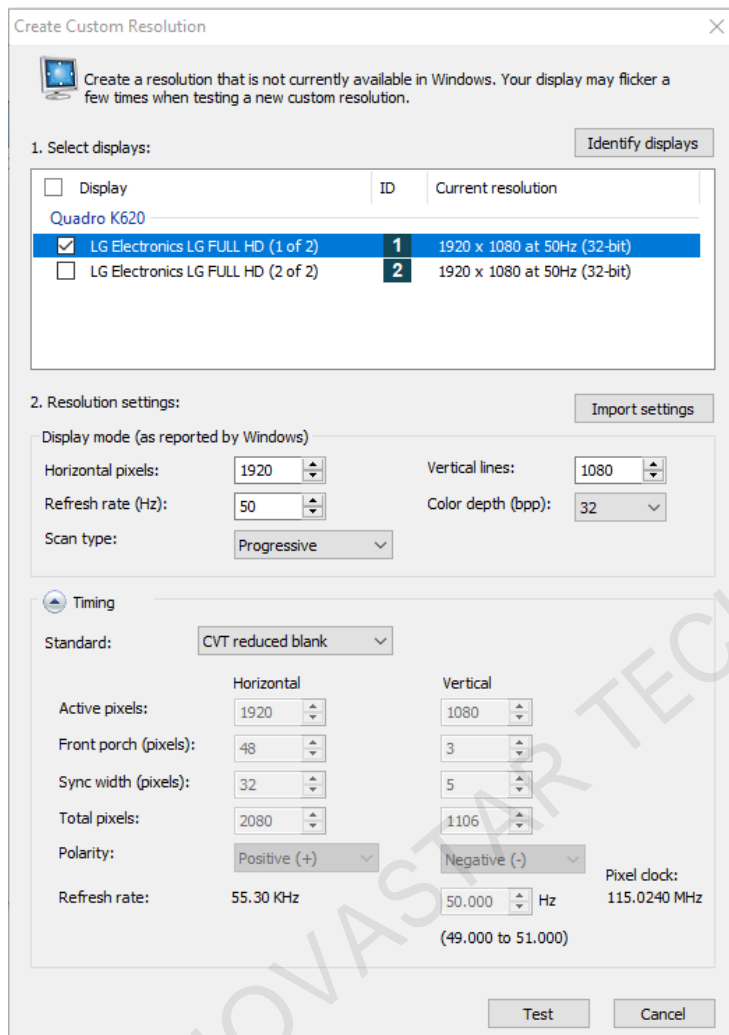 Create Custom Resolution
Create a resolution that is not currently available in Windows. Your display may flicker a
few times when testing a new custom resolution.
1. Select displays:
Identify displays
Display ID Current resolution
Quadro K620
LG Electronics LG FULL HD (1 of 2) 1 1920 x 1080 at 50Hz (32-bit)
LG Electronics LG FULL HD (2 of 2) 2 1920 x 1080 at 50Hz (32-bit)
2. Resolution settings:
Import settings
Display mode (as reported by Windows)
Horizontal pixels: 1920 Vertical lines: 1080
Refresh rate (Hz): 50 Color depth (bpp): 32
Scan type: Progressive
Timing
Standard: CVT reduced blank
Horizontal Vertical
Active pixels: 1920 1080
Front porch (pixels): 48 3
Sync width (pixels): 32 5
Total pixels: 2080 1106
Polarity: Positive (+) Negative (-)
Pixel clock:
Refresh rate: 55.30 KHz 50.000 Hz 115.0240 MHz
(49.000 to 51.000)
Test Cancel